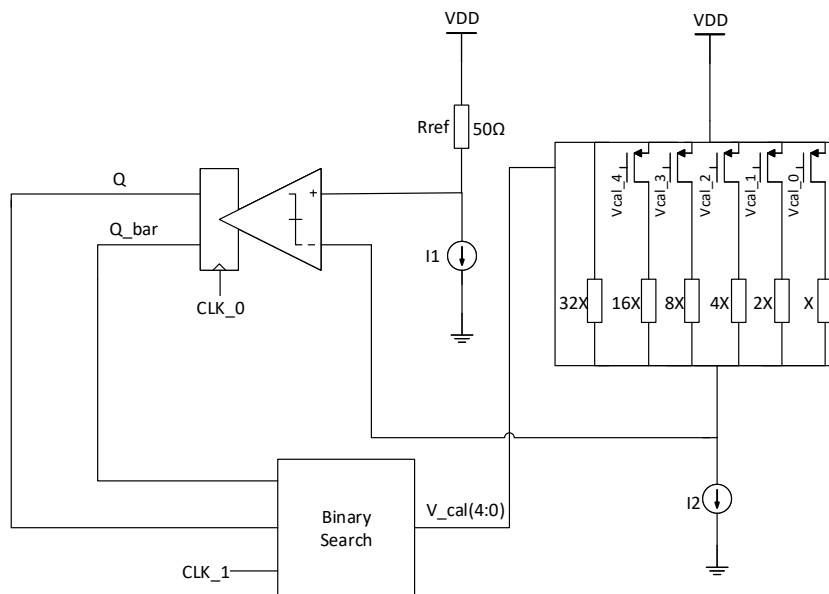 VDD
VDD
Rref
50Ω
Vcal_4
Vcal_3
Vcal_2
Vcal_1
Vcal_0
Q
+
-
Q_bar
I1
CLK_0
32X
16X
8X
4X
2X
X
Binary
Search
V_cal(4:0)
I2
CLK_1